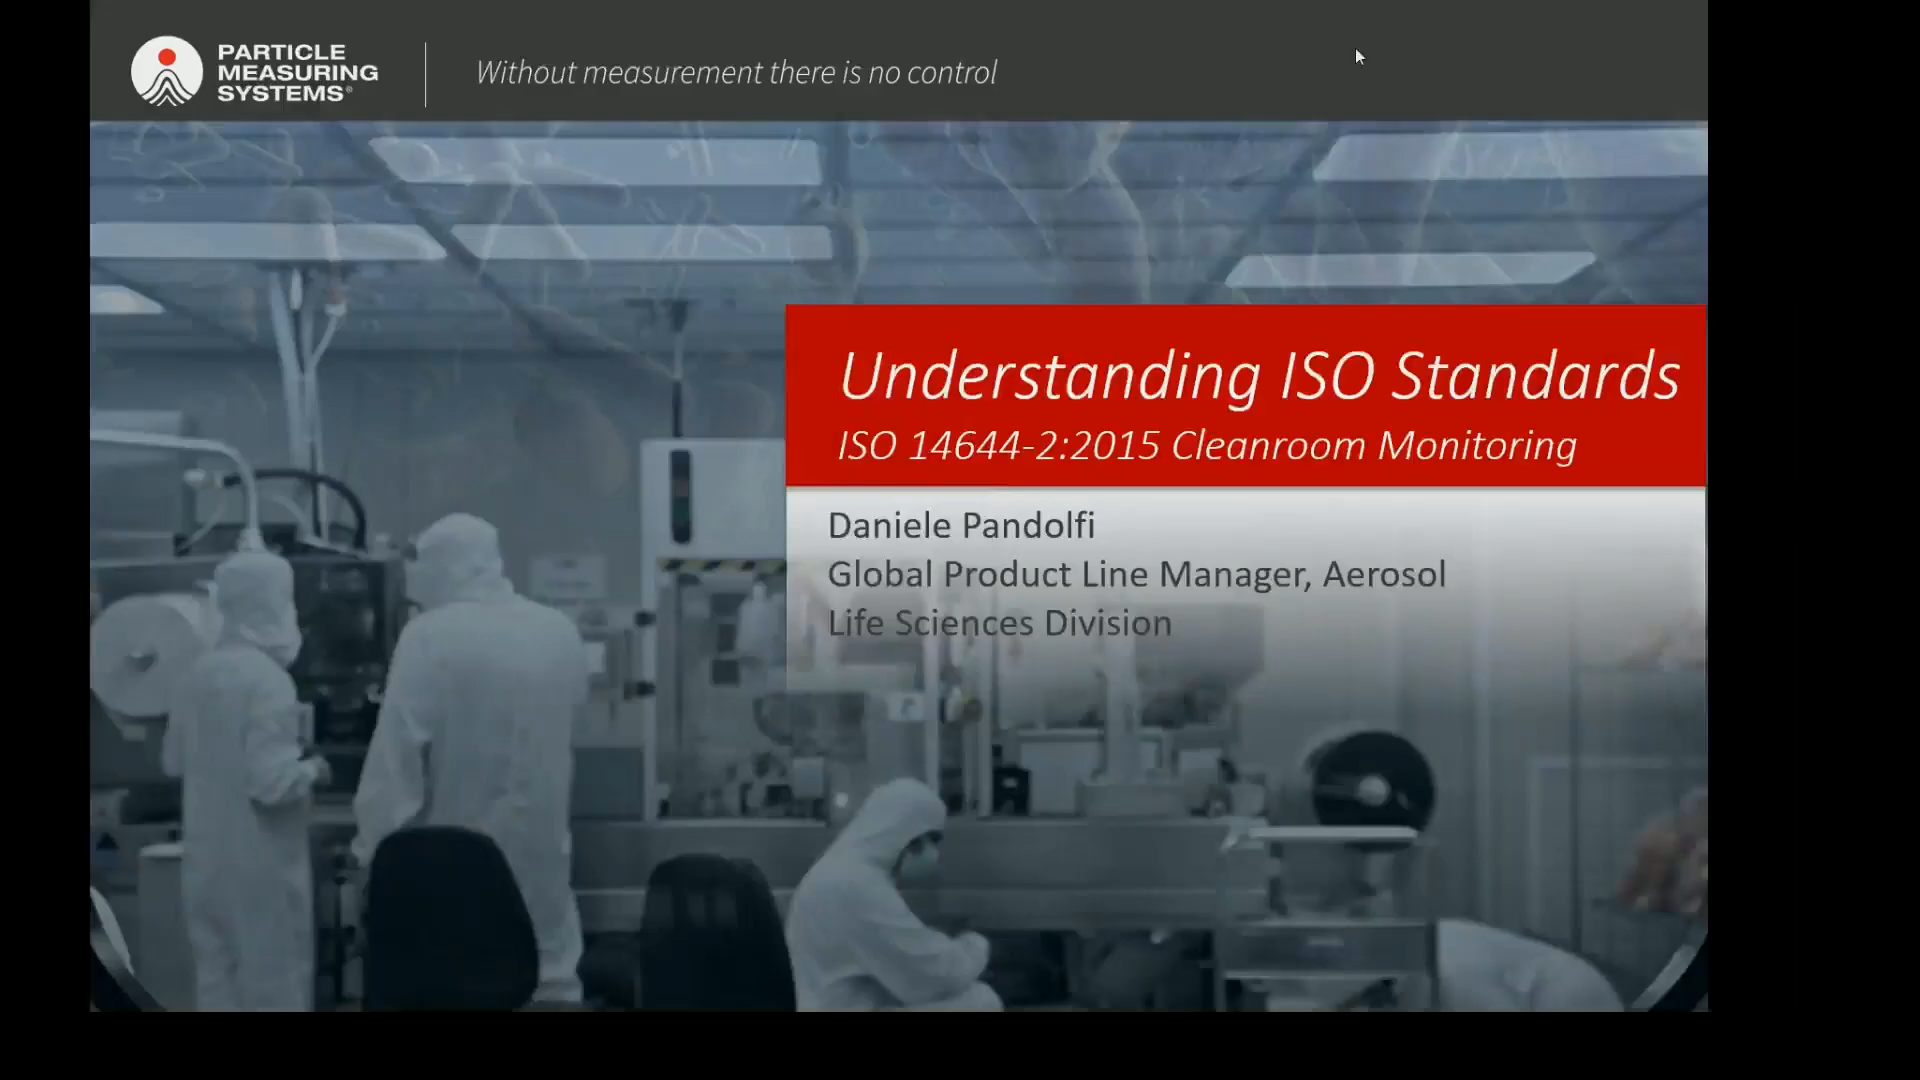 PARTICLE
MEASURING
SYSTEMS®
Without measurement there is no control
Understanding ISO Standards
ISO 14644-2:2015 Cleanroom Monitoring
Daniele Pandolfi
Global Product Line Manager, Aerosol
Life Sciences Division